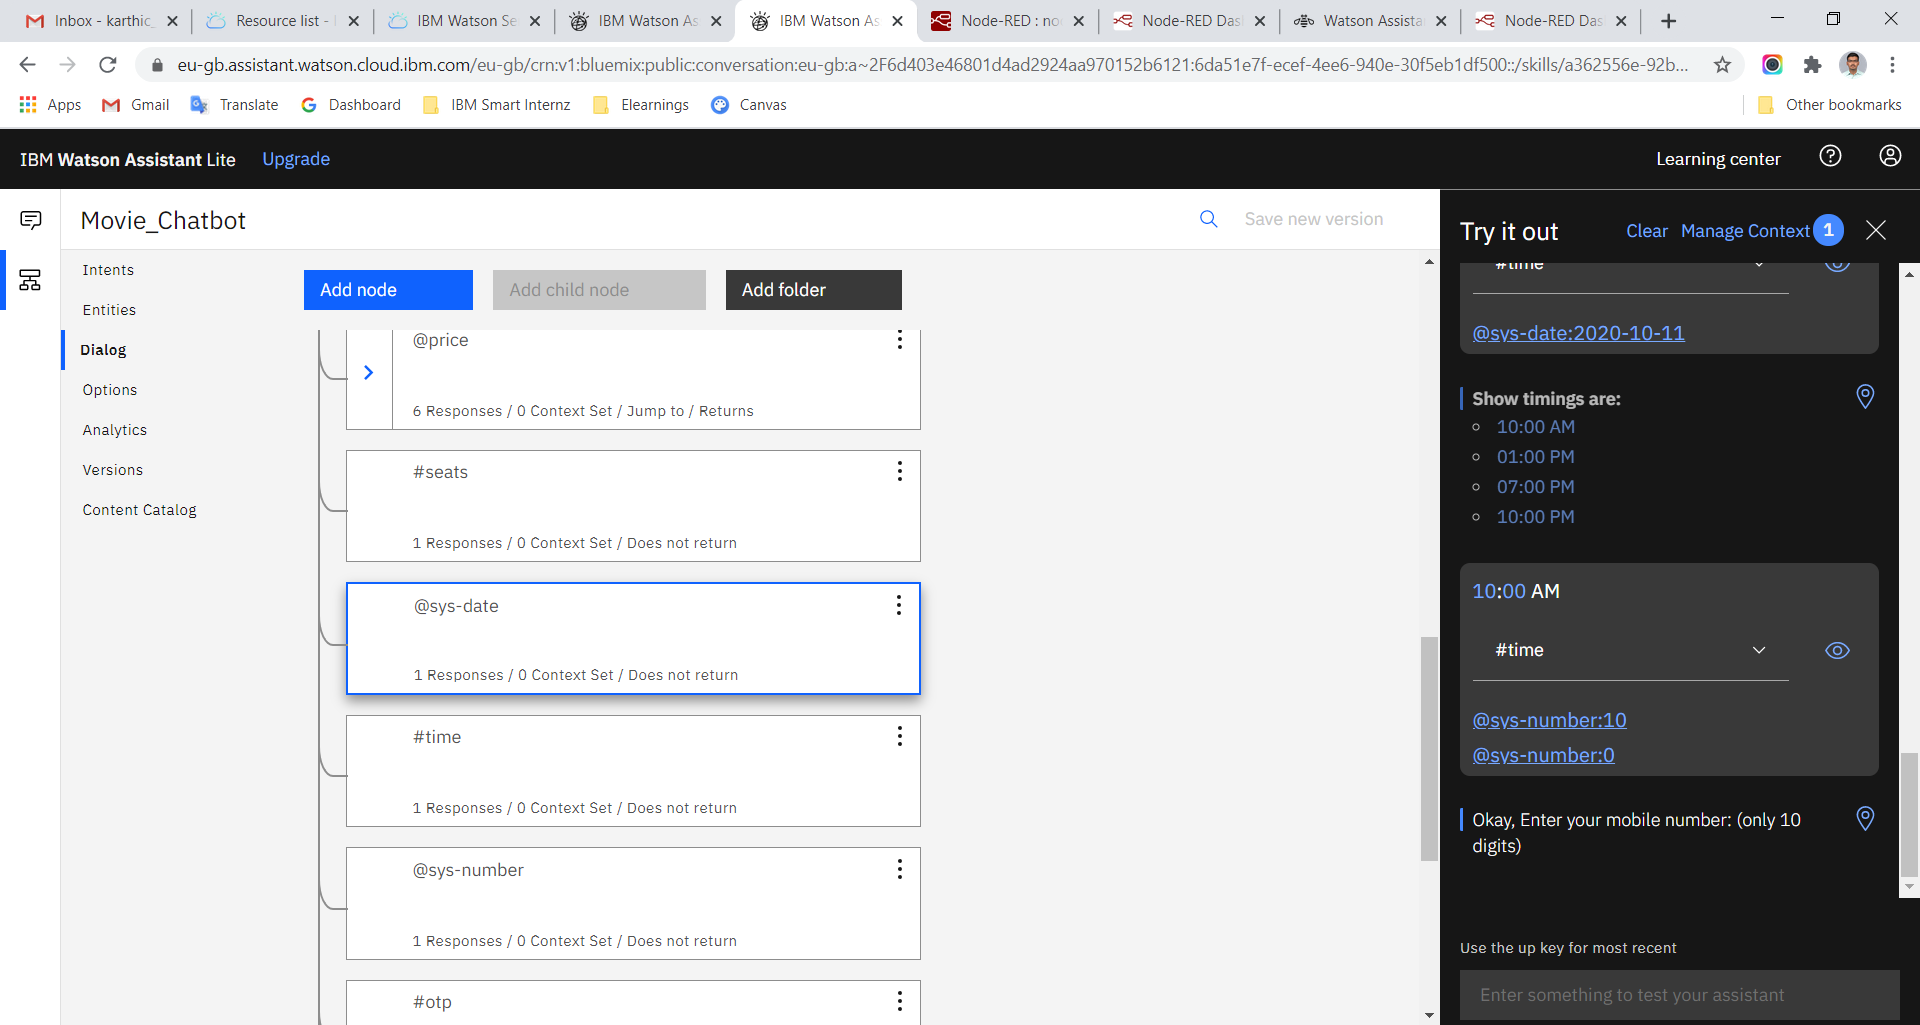 Inbox - karthic_
Resource list -
IBM Watson Se
IBM Watson As
IBM Watson As
Node-RED : no
Node-RED Das
Watson Assista
Node-RED Das
eu-gb.assistant.watson.cloud.ibm.com/eu-gb/crn:v1:bluemix:public:conversation:eu-gb:a~2F6d403e46801d4ad2924aa970152b6121:6da51e7f-ecef-4ee6-940e-30f5eb1df500::/skills/a362556e-92b...
Apps Gmail Translate Dashboard IBM Smart Internz Elearnings Canvas Other bookmarks
IBM Watson Assistant Lite Upgrade Learning center
Movie_Chatbot Save new version
Intents
Entities
Dialog
Options
Analytics
Versions
Content Catalog
Add node Add child node Add folder
@price
6 Responses / 0 Context Set / Jump to / Returns
#seats
1 Responses / 0 Context Set / Does not return
@sys-date
1 Responses / 0 Context Set / Does not return
#time
1 Responses / 0 Context Set / Does not return
@sys-number
1 Responses / 0 Context Set / Does not return
#otp
Try it out Clear Manage Context 1
#time
@sys-date:2020-10-11
Show timings are:
10:00 AM
01:00 PM
07:00 PM
10:00 PM
10:00 AM
#time
@sys-number:10
@sys-number:0
Okay, Enter your mobile number: (only 10
digits)
Use the up key for most recent
Enter something to test your assistant